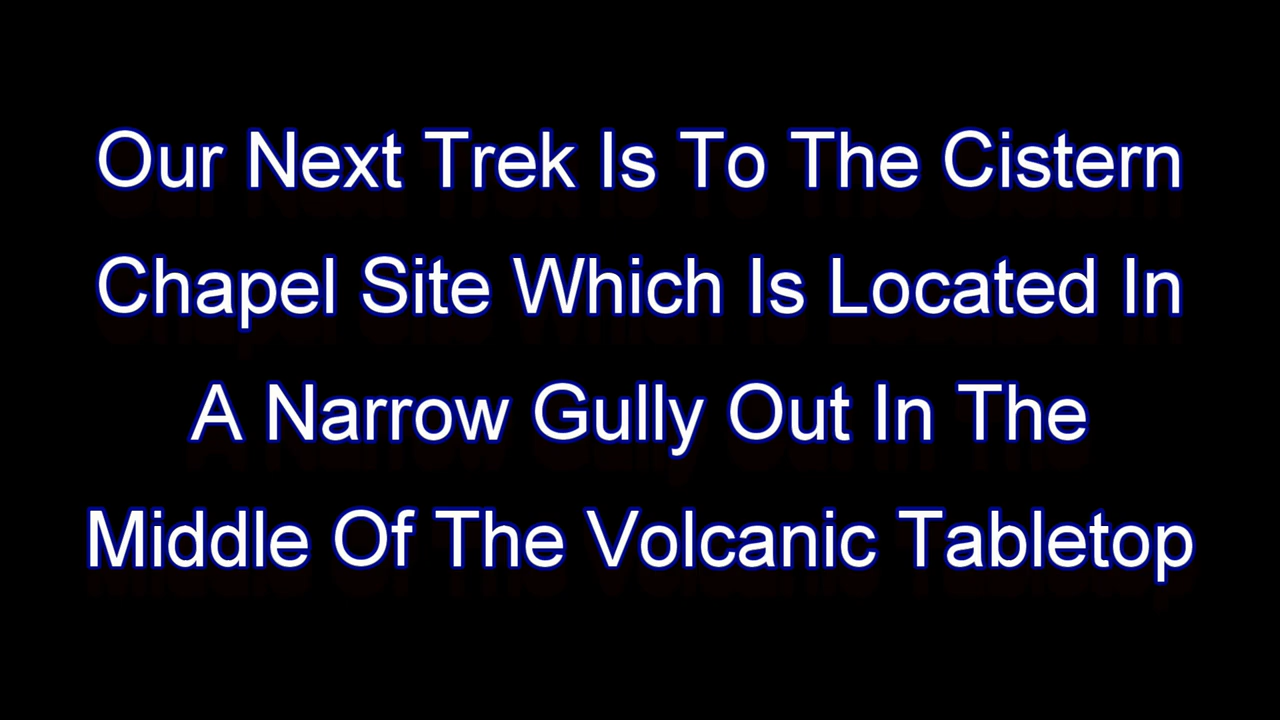 Our Next Trek Is To The Cistern
Chapel Site Which Is Located In
A Narrow Gully Out In The
Middle Of The Volcanic Tabletop